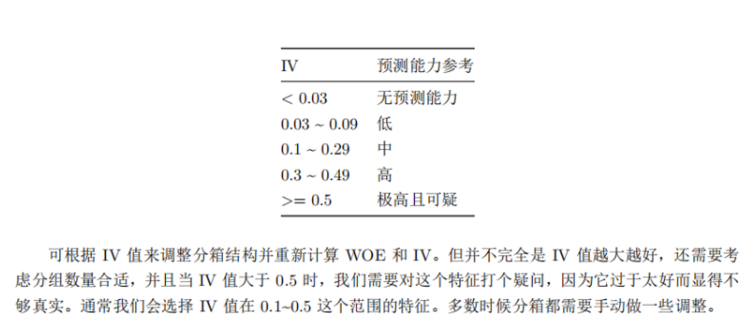 IV 预测能力参考
< 0.03 无预测能力
0.03 ~ 0.09 低
0.1 ~ 0.29 中
0.3 ~ 0.49 高
>= 0.5 极高且可疑
可根据 IV 值来调整分箱结构并重新计算 WOE 和 IV。但并不完全是 IV 值越大越好，还需要考
虑分组数量合适，并且当 IV 值大于 0.5 时，我们需要对这个特征打个疑问，因为它过于太好而显得不
够真实。通常我们会选择 IV 值在 0.1~0.5 这个范围的特征。多数时候分箱都需要手动做一些调整。